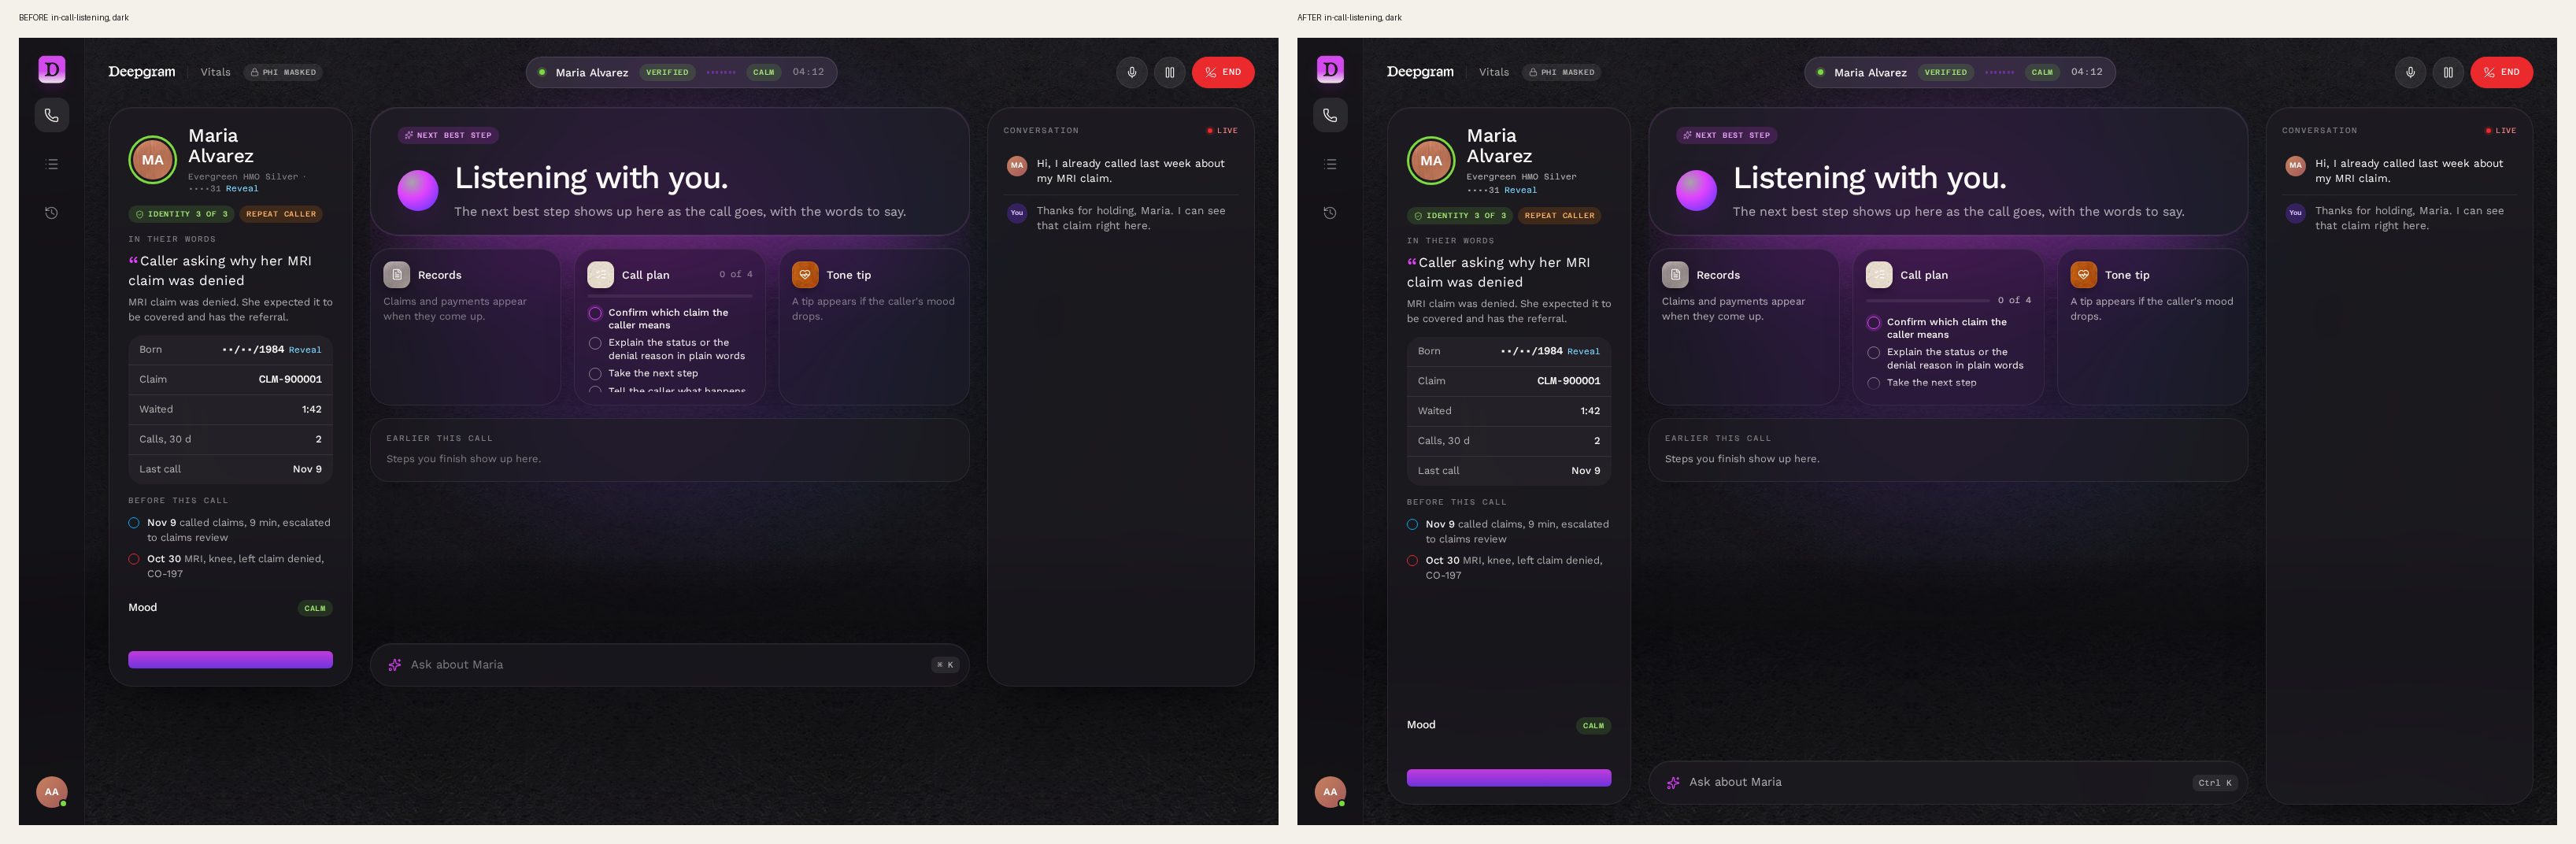 BEFORE in-call-listening, dark
D
Deepgram
Vitals
PHI MASKED
Maria Alvarez
VERIFIED
CALM
04:12
END
MA
Maria
Alvarez
Evergreen HMO Silver ·
••••31 Reveal
IDENTITY 3 OF 3
REPEAT CALLER
IN THEIR WORDS
“Caller asking why her MRI
claim was denied
MRI claim was denied. She expected it to
be covered and has the referral.
Born ••/••/1984 Reveal
Claim CLM-900001
Waited 1:42
Calls, 30 d 2
Last call Nov 9
BEFORE THIS CALL
Nov 9 called claims, 9 min, escalated
to claims review
Oct 30 MRI, knee, left claim denied,
CO-197
Mood CALM
NEXT BEST STEP
Listening with you.
The next best step shows up here as the call goes, with the words to say.
Records
Claims and payments appear
when they come up.
Call plan 0 of 4
Confirm which claim the
caller means
Explain the status or the
denial reason in plain words
Take the next step
Tell the caller what happens
Tone tip
A tip appears if the caller's mood
drops.
EARLIER THIS CALL
Steps you finish show up here.
Ask about Maria ⌘ K
CONVERSATION LIVE
MA Hi, I already called last week about
my MRI claim.
You Thanks for holding, Maria. I can see
that claim right here.
AA
AFTER in-call-listening, dark
D
Deepgram
Vitals
PHI MASKED
Maria Alvarez
VERIFIED
CALM
04:12
END
MA
Maria
Alvarez
Evergreen HMO Silver
••••31 Reveal
IDENTITY 3 OF 3
REPEAT CALLER
IN THEIR WORDS
“Caller asking why her MRI
claim was denied
MRI claim was denied. She expected it to
be covered and has the referral.
Born ••/••/1984 Reveal
Claim CLM-900001
Waited 1:42
Calls, 30 d 2
Last call Nov 9
BEFORE THIS CALL
Nov 9 called claims, 9 min, escalated
to claims review
Oct 30 MRI, knee, left claim denied,
CO-197
Mood CALM
NEXT BEST STEP
Listening with you.
The next best step shows up here as the call goes, with the words to say.
Records
Claims and payments appear
when they come up.
Call plan
0 of 4
Confirm which claim the
caller means
Explain the status or the
denial reason in plain words
Take the next step
Tone tip
A tip appears if the caller's mood
drops.
EARLIER THIS CALL
Steps you finish show up here.
Ask about Maria Ctrl K
CONVERSATION LIVE
MA Hi, I already called last week about
my MRI claim.
You Thanks for holding, Maria. I can see
that claim right here.
AA